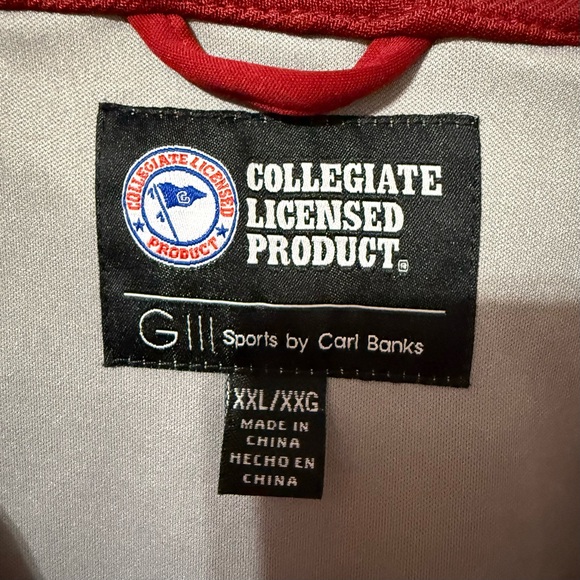 COLLEGIATE LICENSED
PRODUCT
C
COLLEGIATE
LICENSED
PRODUCT®
GIII Sports by Carl Banks
XXL/XXG
MADE IN
CHINA
HECHO EN
CHINA